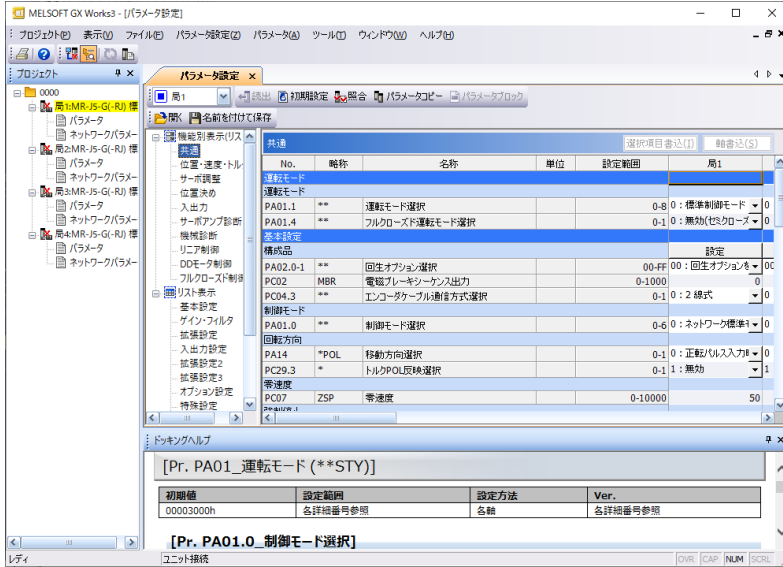 MELSOFT GX Works3 - [パラメータ設定]
プロジェクト(P) 表示(V) ファイル(E) パラメータ設定(Z) パラメータ(A) ツール(T) ウィンドウ(W) ヘルプ(H)
プロジェクト
パラメータ設定
0000
局1:MR-J5-G(-RJ) 標
パラメータ
ネットワークパラメー
局2:MR-J5-G(-RJ) 標
パラメータ
ネットワークパラメー
局3:MR-J5-G(-RJ) 標
パラメータ
ネットワークパラメー
局4:MR-J5-G(-RJ) 標
パラメータ
ネットワークパラメー
局1 読出 初期設定 照合 パラメータコピー パラメータブロック
開く 名前を付けて保存
機能別表示(リス
共通
位置・速度・トル
サーボ調整
位置決め
入出力
サーボアンプ診断
機械診断
リニア制御
DDモータ制御
フルクローズド制御
リスト表示
基本設定
ゲイン・フィルタ
拡張設定
入出力設定
拡張設定2
拡張設定3
オプション設定
特殊設定
共通 選択項目書込(I) 軸書込(S)
No. 略称 名称 単位 設定範囲 局1
運転モード
運転モード
PA01.1 ** 運転モード選択 0-8 0：標準制御モード 0
PA01.4 ** フルクローズド運転モード選択 0-1 0：無効(セミクローズ 0
基本設定
構成品 設定
PA02.0-1 ** 回生オプション選択 00-FF 00：回生オプションを 00
PC02 MBR 電磁ブレーキシーケンス出力 0-1000 0
PC04.3 ** エンコーダケーブル通信方式選択 0-1 0：2 線式 0
制御モード
PA01.0 ** 制御モード選択 0-6 0：ネットワーク標準モ 0
回転方向
PA14 *POL 移動方向選択 0-1 0：正転パルス入力 0
PC29.3 * トルクPOL反映選択 0-1 1：無効 1
零速度
PC07 ZSP 零速度 0-10000 50
ドッキングヘルプ
[Pr. PA01_運転モード (**STY)]
初期値 設定範囲 設定方法 Ver.
00003000h 各詳細番号参照 各軸 各詳細番号参照
[Pr. PA01.0_制御モード選択]
レディ ユニット接続 OVR CAP NUM SCRL